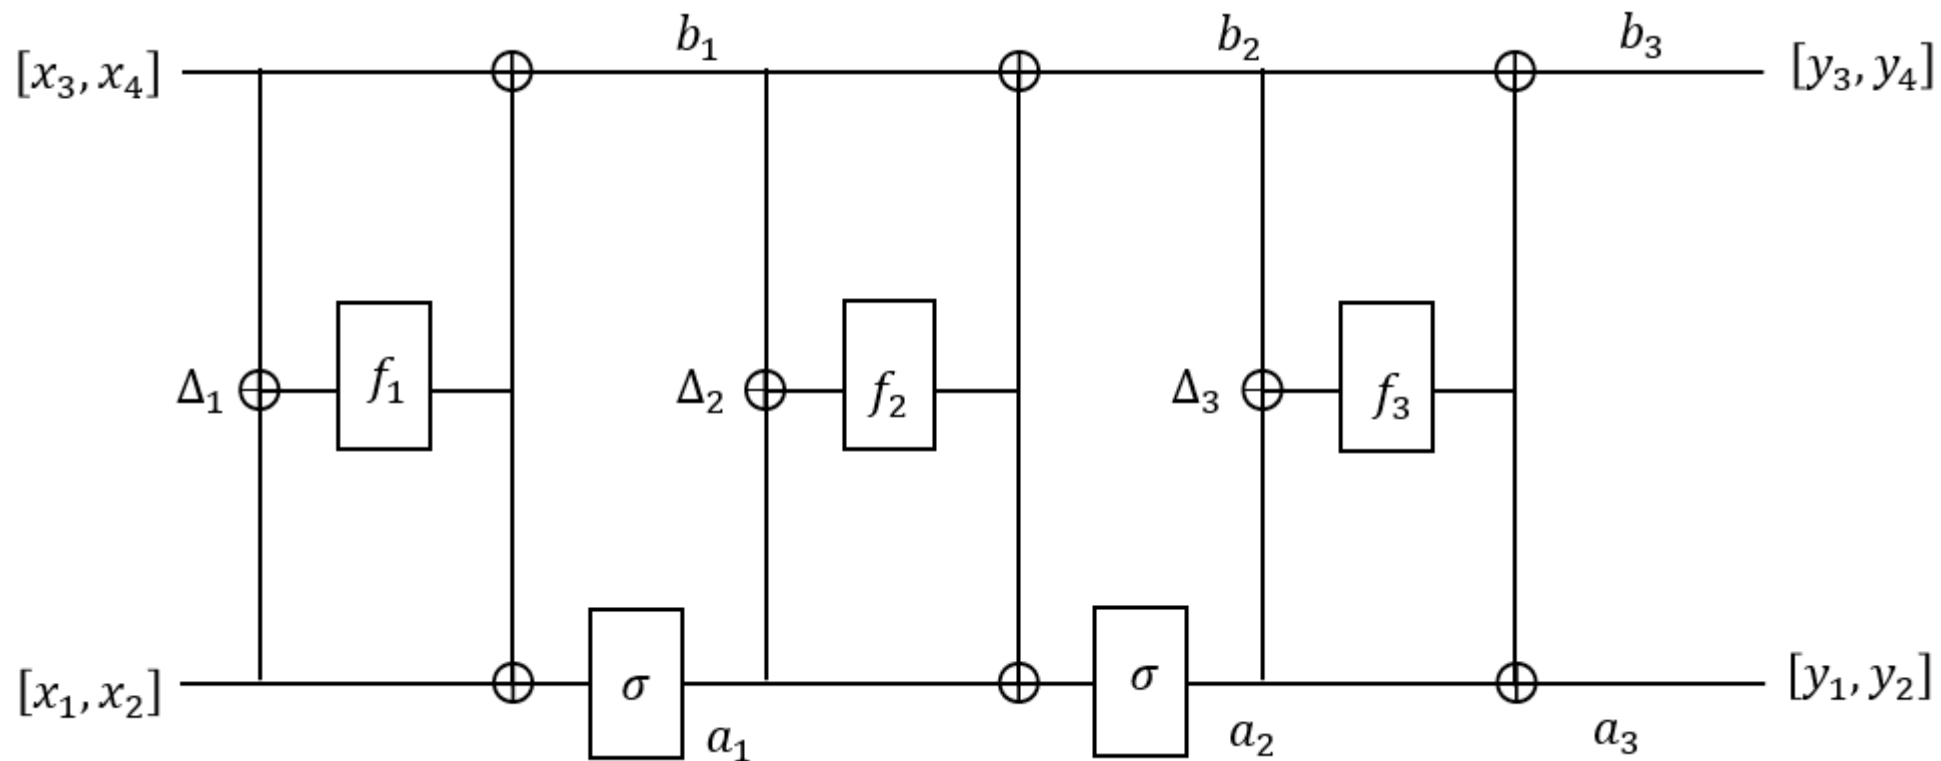 b₁ b₂ b₃
[x₃, x₄] [y₃, y₄]
Δ₁ f₁ Δ₂ f₂ Δ₃ f₃
[x₁, x₂] σ σ [y₁, y₂]
a₁ a₂ a₃